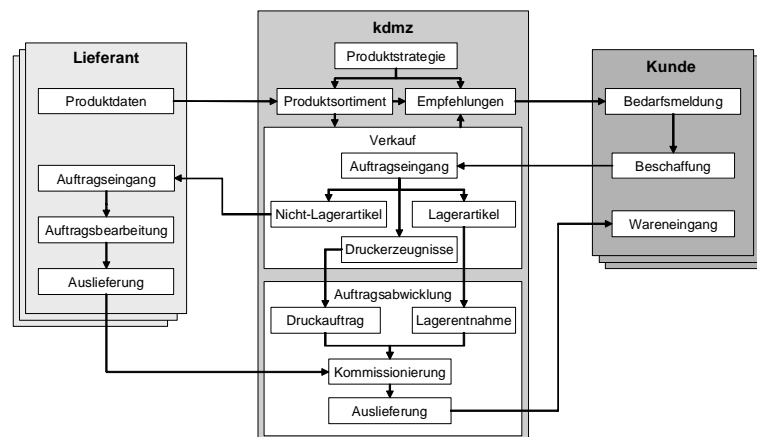 Lieferant
Produktdaten
Auftragseingang
Auftragsbearbeitung
Auslieferung
kdmz
Produktstrategie
Produktsortiment
Empfehlungen
Verkauf
Auftragseingang
Nicht-Lagerartikel
Lagerartikel
Druckerzeugnisse
Auftragsabwicklung
Druckauftrag
Lagerentnahme
Kommissionierung
Auslieferung
Kunde
Bedarfsmeldung
Beschaffung
Wareneingang